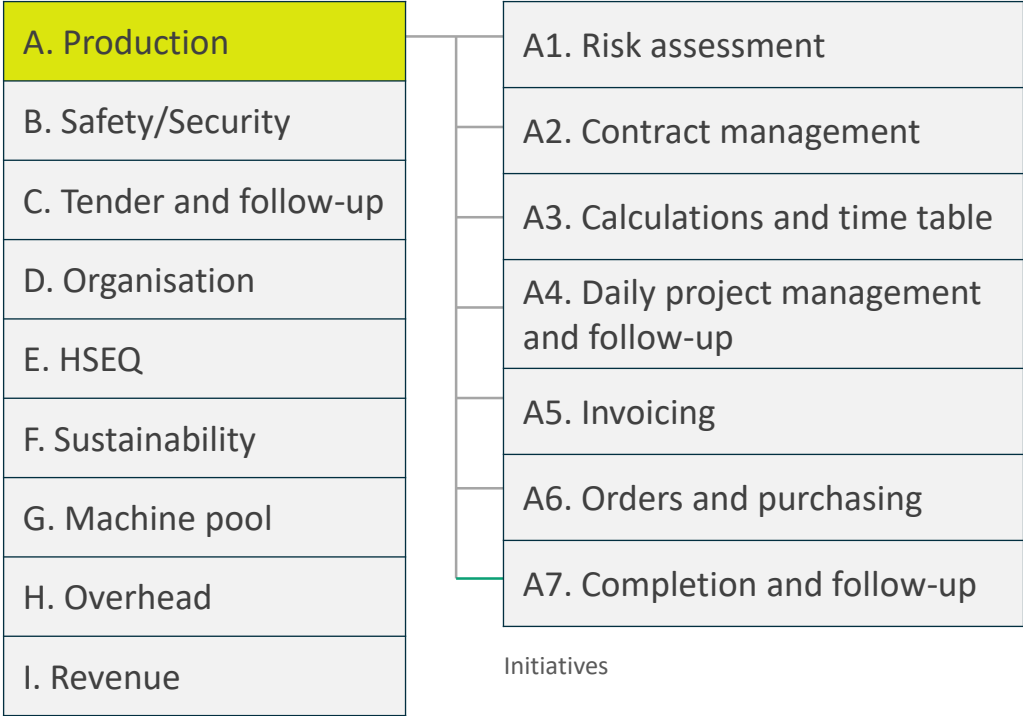 A. Production
B. Safety/Security
C. Tender and follow-up
D. Organisation
E. HSEQ
F. Sustainability
G. Machine pool
H. Overhead
I. Revenue
A1. Risk assessment
A2. Contract management
A3. Calculations and time table
A4. Daily project management
and follow-up
A5. Invoicing
A6. Orders and purchasing
A7. Completion and follow-up
Initiatives